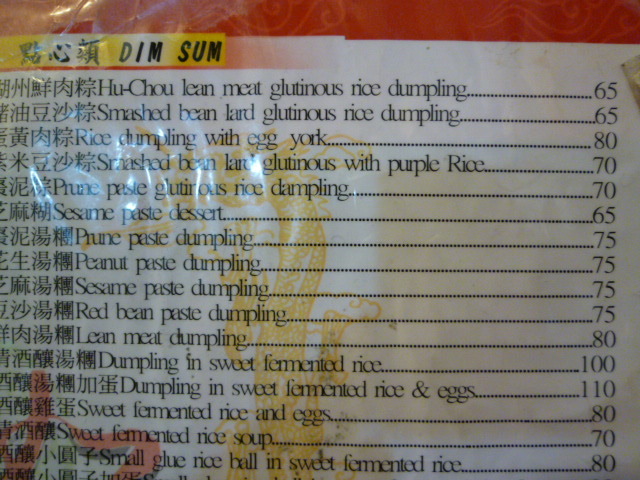 點心類 DIM SUM
湖州鮮肉粽Hu-Chou lean meat glutinous rice dumpling 65
豬油豆沙粽Smashed bean lard glutinous rice dumpling 65
蛋黃肉粽Rice dumpling with egg york 80
紫米豆沙粽Smashed bean lard glutinous with purple Rice 70
棗泥粽Prune paste glutinous rice dampling 70
芝麻糊Sesame paste dessert 65
棗泥湯糰Prune paste dumpling 75
花生湯糰Peanut paste dumpling 75
芝麻湯糰Sesame paste dumpling 75
豆沙湯糰Red bean paste dumpling 75
鮮肉湯糰Lean meat dumpling 80
清酒釀湯糰Dumpling in sweet fermented rice 100
酒釀湯糰加蛋Dumpling in sweet fermented rice & eggs 110
酒釀雞蛋Sweet fermented rice and eggs 80
清酒釀Sweet fermented rice soup 70
酒釀小圓子Small glue rice ball in sweet fermented rice 80
酒釀小圓子加蛋